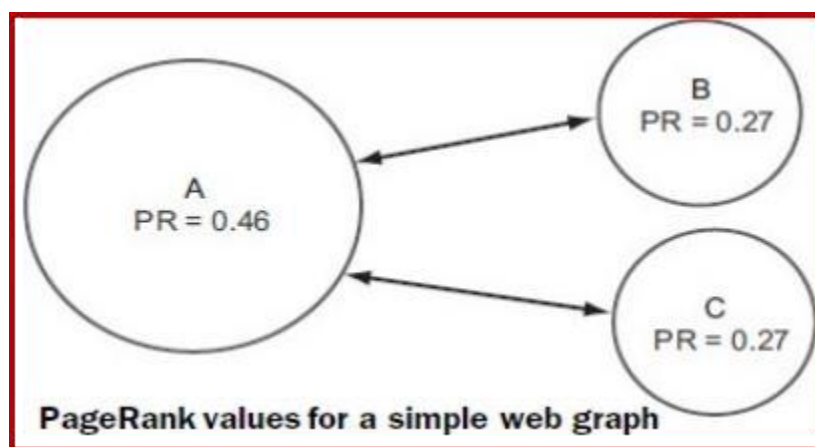 A
PR = 0.46
B
PR = 0.27
C
PR = 0.27
PageRank values for a simple web graph